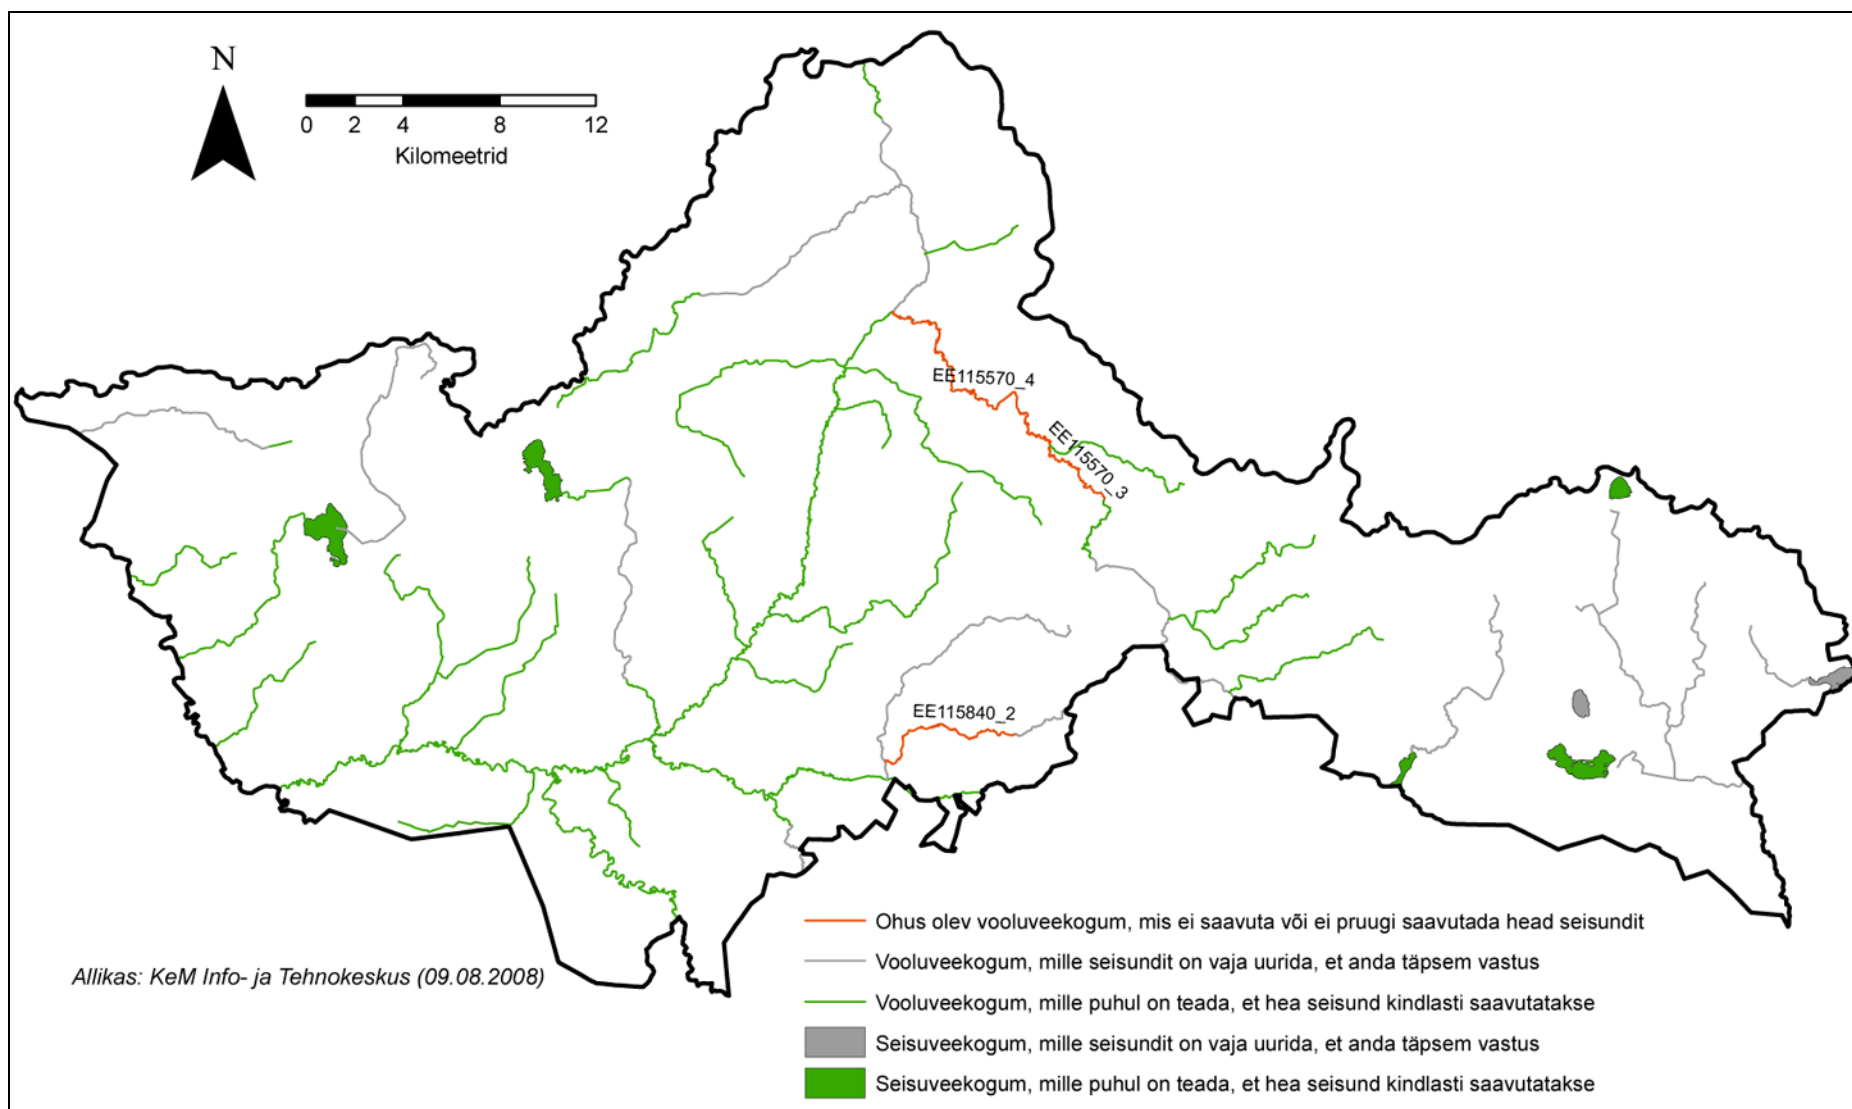 N
0 2 4 8 12
Kilomeetrid
EE115570_4
EE115570_3
EE115840_2
Ohus olev vooluveekogum, mis ei saavuta või ei pruugi saavutada head seisundit
Vooluveekogum, mille seisundit on vaja uurida, et anda täpsem vastus
Allikas: KeM Info- ja Tehnokeskus (09.08.2008)
Vooluveekogum, mille puhul on teada, et hea seisund kindlasti saavutatakse
Seisuveekogum, mille seisundit on vaja uurida, et anda täpsem vastus
Seisuveekogum, mille puhul on teada, et hea seisund kindlasti saavutatakse